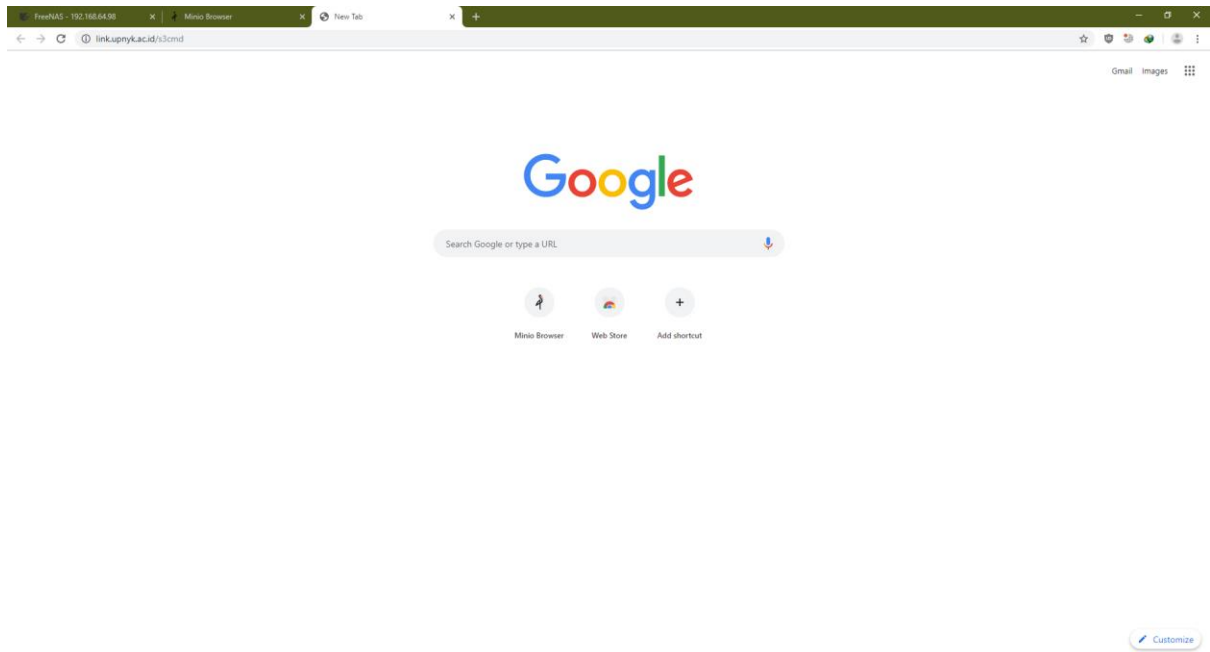 FreeNAS - 192.168.64.98
Minio Browser
New Tab
link.upnyk.ac.id/s3cmd
Gmail Images
Google
Search Google or type a URL
Minio Browser Web Store Add shortcut
Customize